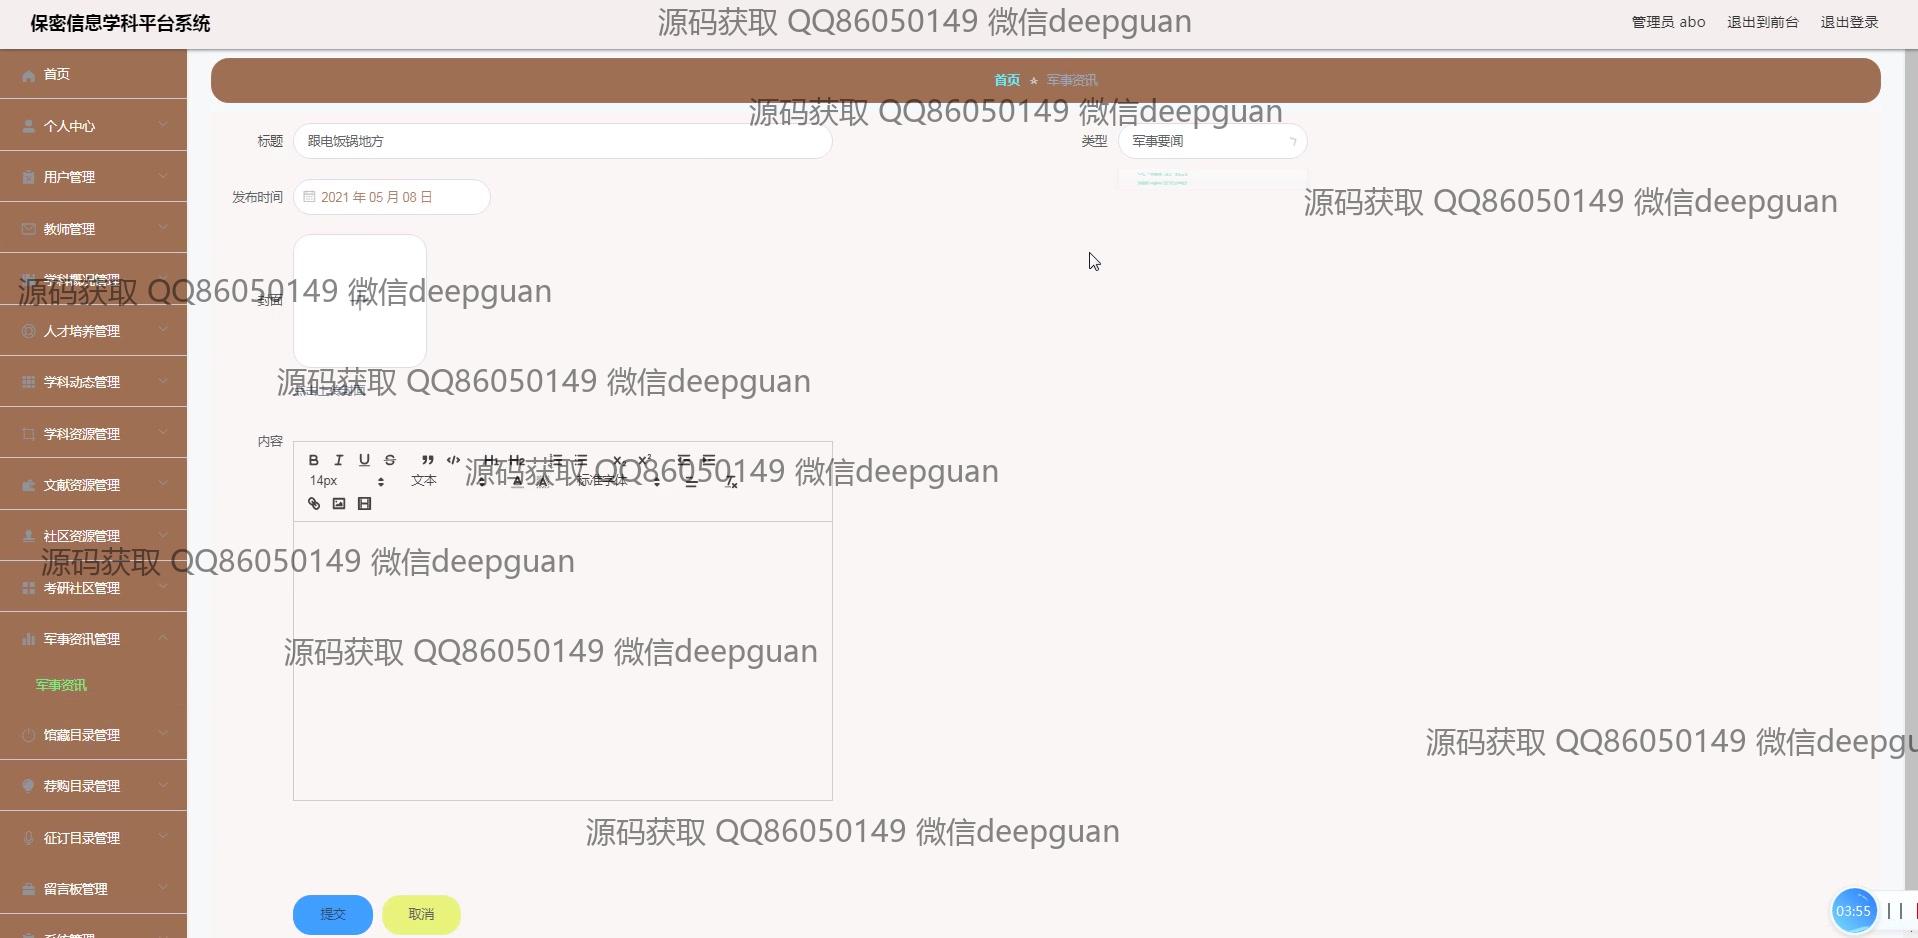 保密信息学科平台系统
源码获取 QQ86050149 微信deepguan
管理员 abo 退出到前台 退出登录
首页
首页 军事资讯
源码获取 QQ86050149 微信deepguan
个人中心
标题 跟电饭锅地方
类型 军事要闻
用户管理
发布时间 2021 年 05 月 08 日
源码获取 QQ86050149 微信deepguan
教师管理
学科概况管理
源码获取 QQ86050149 微信deepguan
封面
人才培养管理
学科动态管理
源码获取 QQ86050149 微信deepguan
点击上传封面
学科资源管理
内容
B I U S H1 H2 X2 X2
源码获取 QQ86050149 微信deepguan
14px 文本 标准字体
文献资源管理
社区资源管理
源码获取 QQ86050149 微信deepguan
考研社区管理
军事资讯管理
源码获取 QQ86050149 微信deepguan
军事资讯
馆藏目录管理
源码获取 QQ86050149 微信deepgu
荐购目录管理
征订目录管理
源码获取 QQ86050149 微信deepguan
留言板管理
提交 取消
03:55
系统管理